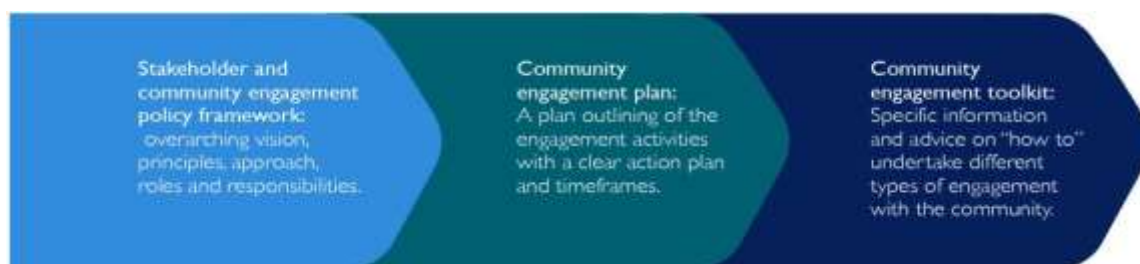 Stakeholder and
community engagement
policy framework:
overarching vision,
principles, approach,
roles and responsibilities.
Community
engagement plan:
A plan outlining of the
engagement activities
with a clear action plan
and timeframes.
Community
engagement toolkit:
Specific information
and advice on "how to"
undertake different
types of engagement
with the community.